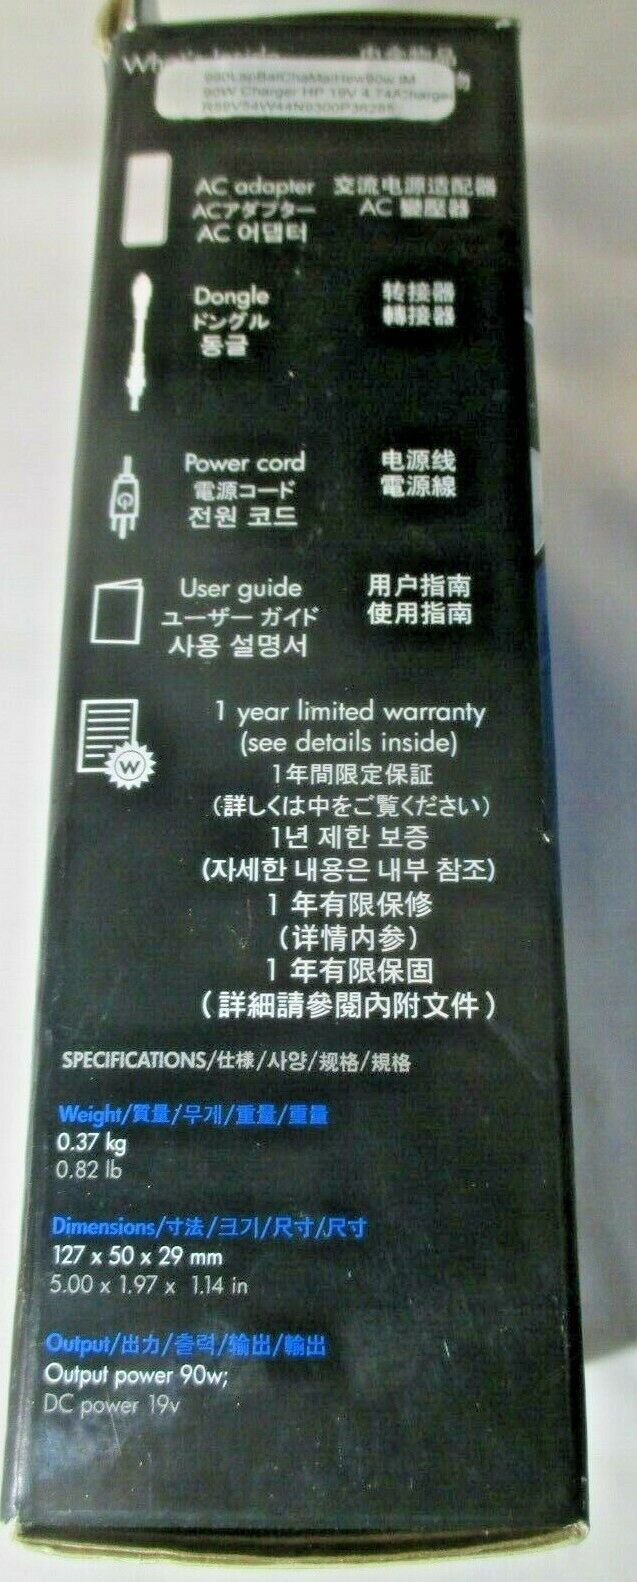 What's Inside
90W Charger HP 19V 4.74A Charger
AC adapter 交流电源适配器
ACアダプター AC 變壓器
AC 어댑터
Dongle 转接器
ドングル 轉接器
동글
Power cord 电源线
電源コード 電源線
전원 코드
User guide 用户指南
ユーザー ガイド 使用指南
사용 설명서
1 year limited warranty
(see details inside)
W
1年間限定保証
(詳しくは中をご覧ください)
1년 제한 보증
(자세한 내용은 내부 참조)
1 年有限保修
(详情内参)
1 年有限保固
(詳細請參閱內附文件)
SPECIFICATIONS/仕様/사양/规格/規格
Weight/質量/무게/重量/重量
0.37 kg
0.82 lb
Dimensions/寸法/크기/尺寸/尺寸
127 x 50 x 29 mm
5.00 x 1.97 x 1.14 in
Output/出力/출력/输出/輸出
Output power 90w;
DC power 19v